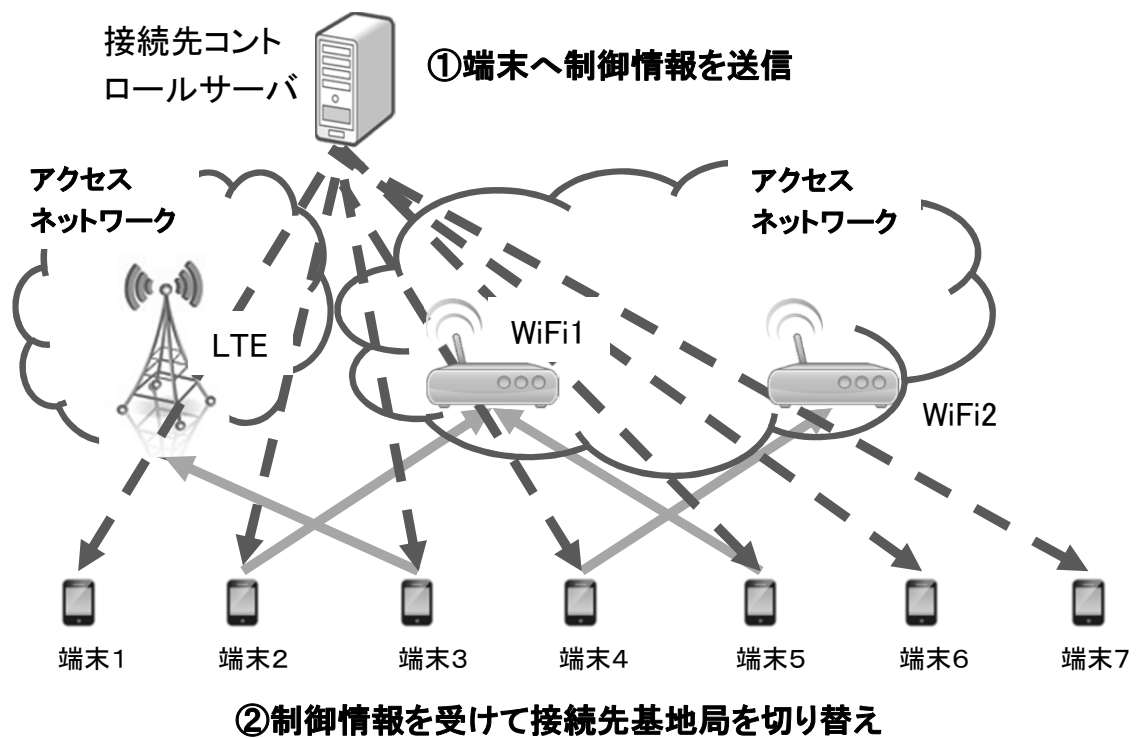 接続先コント
ロールサーバ
①端末へ制御情報を送信
アクセス
ネットワーク
アクセス
ネットワーク
LTE
WiFi1
WiFi2
端末1
端末2
端末3
端末4
端末5
端末6
端末7
②制御情報を受けて接続先基地局を切り替え